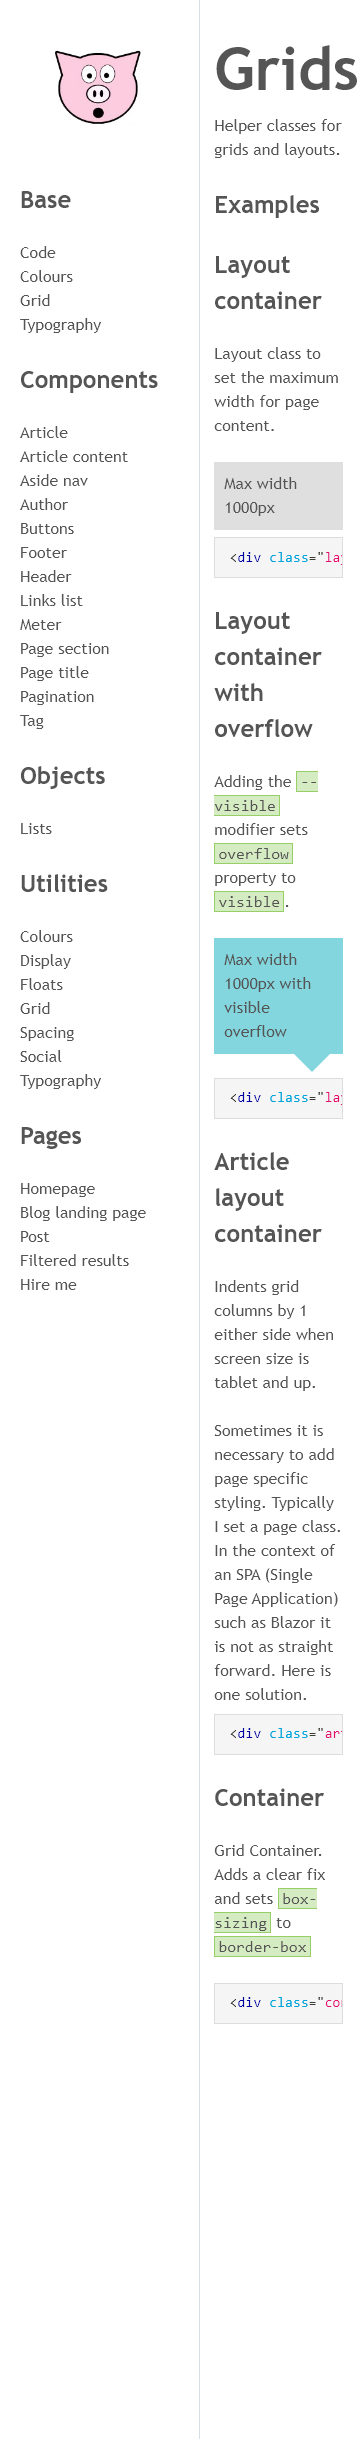 Base
Code
Colours
Grid
Typography
Components
Article
Article content
Aside nav
Author
Buttons
Footer
Header
Links list
Meter
Page section
Page title
Pagination
Tag
Objects
Lists
Utilities
Colours
Display
Floats
Grid
Spacing
Social
Typography
Pages
Homepage
Blog landing page
Post
Filtered results
Hire me
Grids
Helper classes for
grids and layouts.
Examples
Layout
container
Layout class to
set the maximum
width for page
content.
Max width
1000px
<div class="lay
Layout
container
with
overflow
Adding the --
visible
modifier sets
overflow
property to
visible.
Max width
1000px with
visible
overflow
<div class="lay
Article
layout
container
Indents grid
columns by 1
either side when
screen size is
tablet and up.
Sometimes it is
necessary to add
page specific
styling. Typically
I set a page class.
In the context of
an SPA (Single
Page Application)
such as Blazor it
is not as straight
forward. Here is
one solution.
<div class="art
Container
Grid Container.
Adds a clear fix
and sets box-
sizing to
border-box
<div class="con